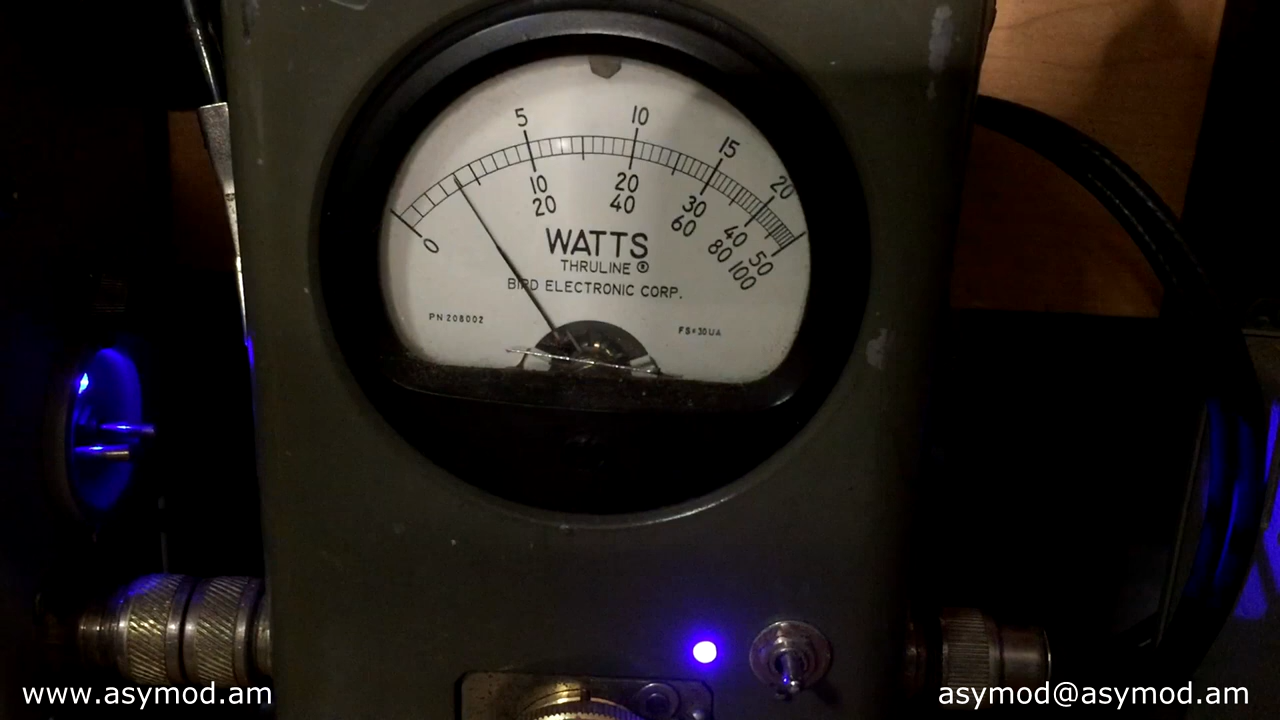 5 10 15 20
0 10 20 30 40 50
20 40 60 80 100
WATTS
THRULINE ®
BIRD ELECTRONIC CORP.
PN 208002 FS=30UA
www.asymod.am asymod@asymod.am